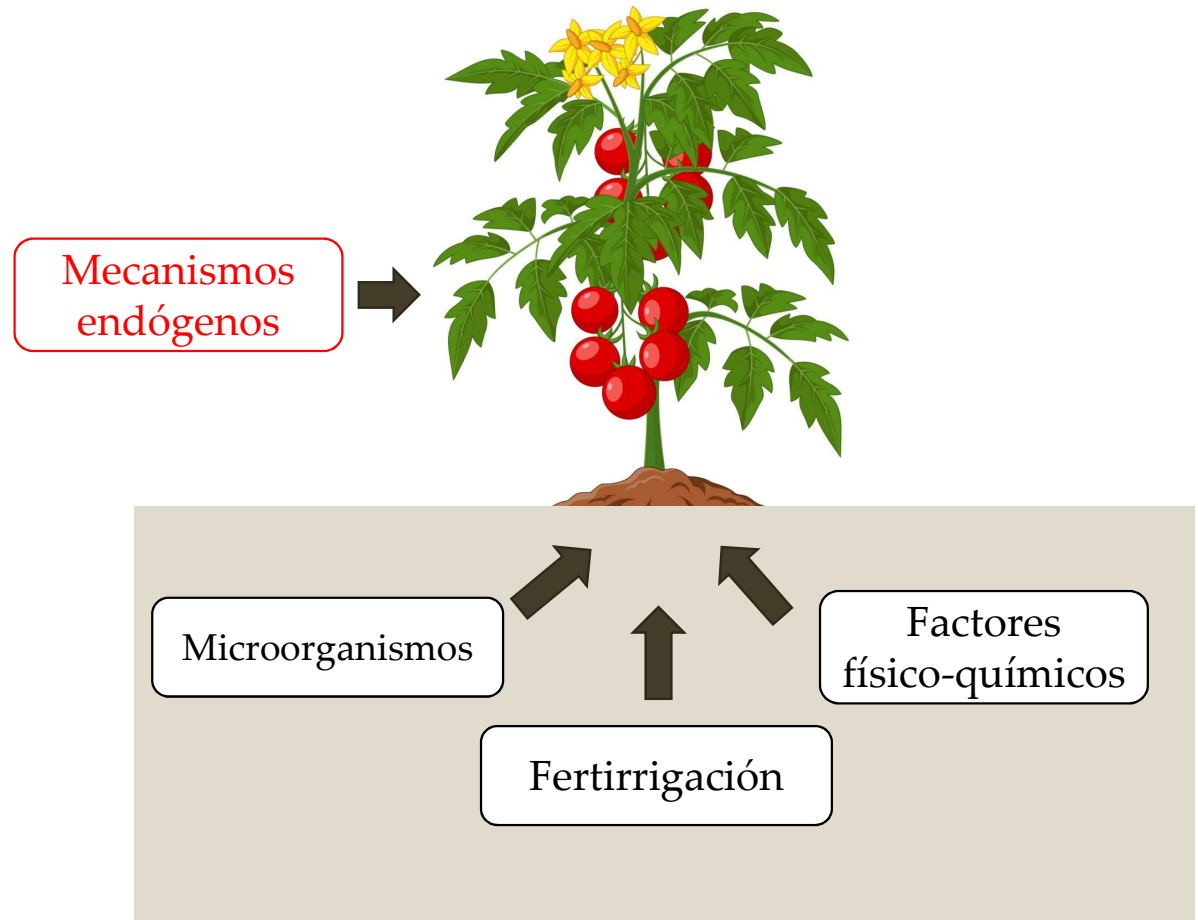 Mecanismos
endógenos
Microorganismos
Factores
físico-químicos
Fertirrigación